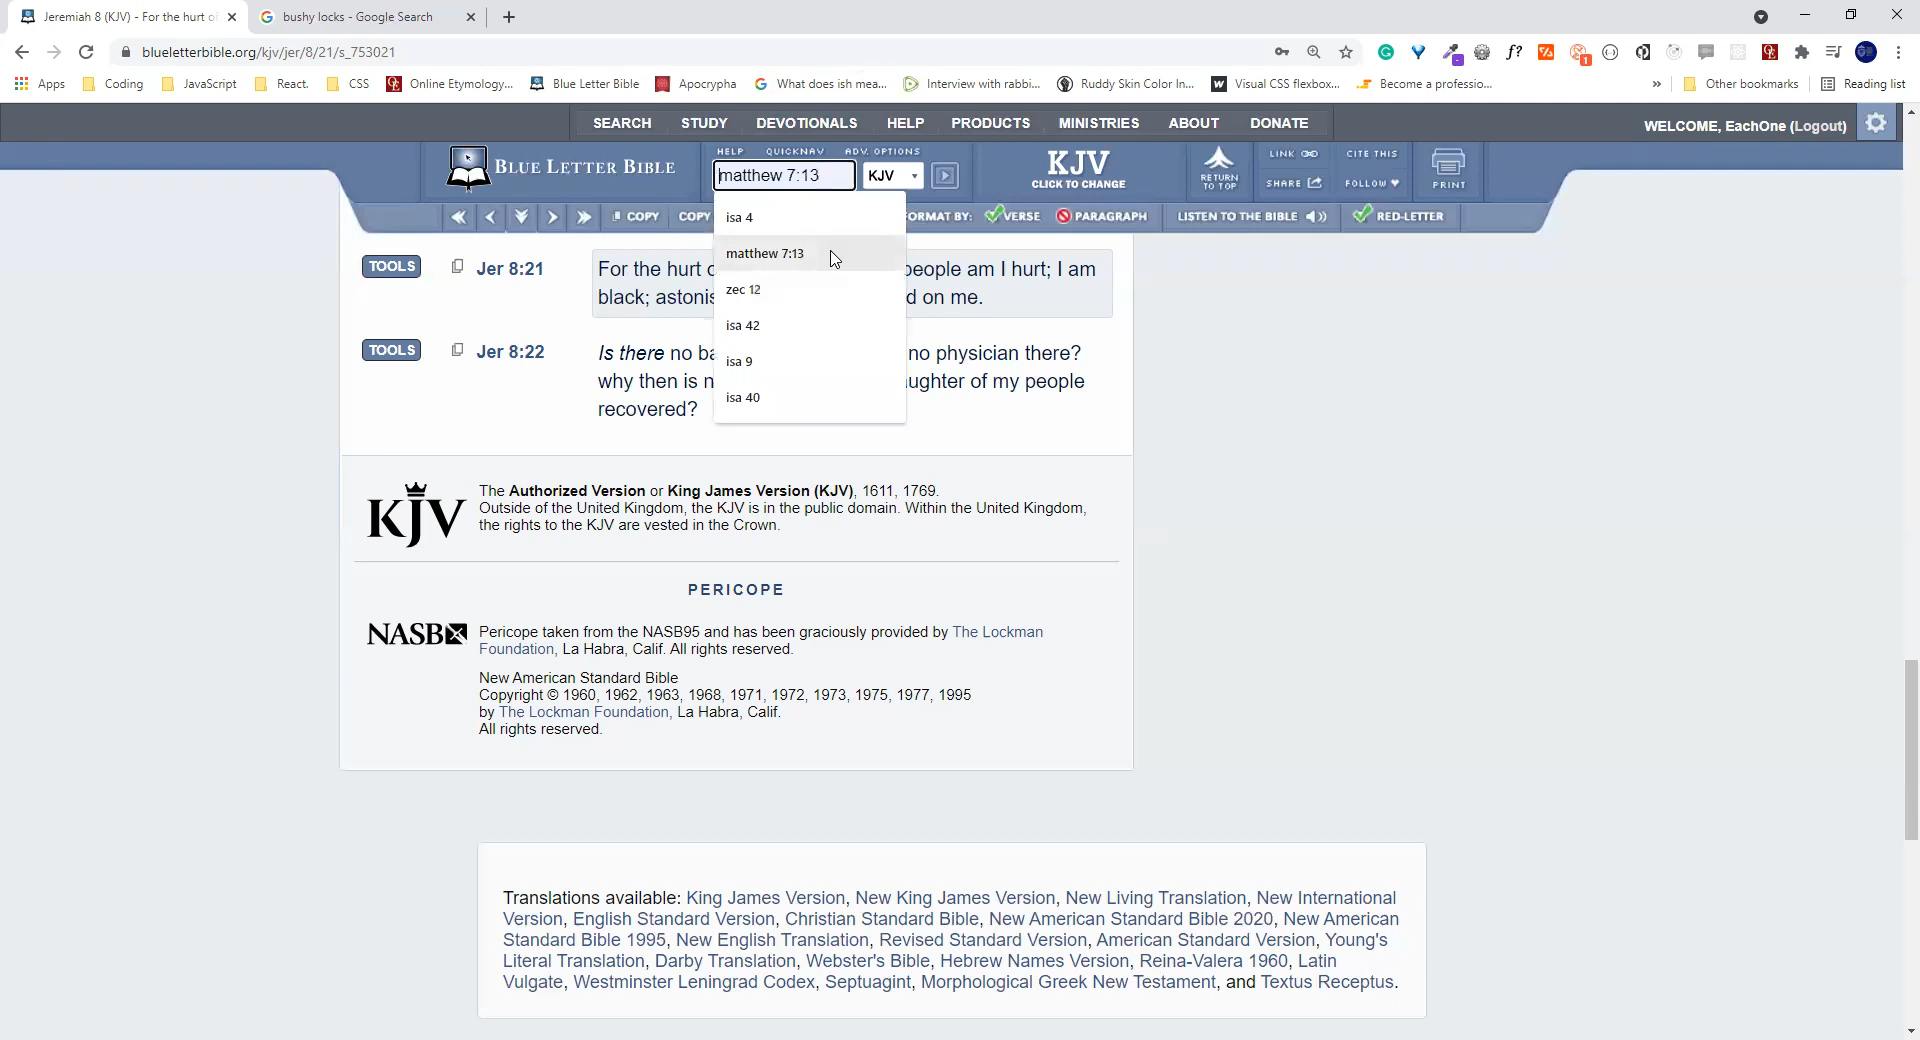 Jeremiah 8 (KJV) - For the hurt of
bushy locks - Google Search
blueletterbible.org/kjv/jer/8/21/s_753021
Apps
Coding
JavaScript
React.
CSS
Online Etymology...
Blue Letter Bible
Apocrypha
What does ish mea...
Interview with rabbi...
Ruddy Skin Color In...
Visual CSS flexbox...
Become a professio...
»
Other bookmarks
Reading list
SEARCH
STUDY
DEVOTIONALS
HELP
PRODUCTS
MINISTRIES
ABOUT
DONATE
WELCOME, EachOne (Logout)
BLUE LETTER BIBLE
HELP
QUICKNAV
ADV. OPTIONS
matthew 7:13
KJV
KJV
CLICK TO CHANGE
RETURN
TO TOP
LINK
CITE THIS
SHARE
FOLLOW
PRINT
COPY
COPY
ORMAT BY:
VERSE
PARAGRAPH
LISTEN TO THE BIBLE
RED-LETTER
isa 4
matthew 7:13
zec 12
isa 42
isa 9
isa 40
TOOLS
Jer 8:21
For the hurt o
people am I hurt; I am
black; astonis
d on me.
TOOLS
Jer 8:22
Is there no ba
no physician there?
why then is n
ughter of my people
recovered?
KJV
The Authorized Version or King James Version (KJV), 1611, 1769.
Outside of the United Kingdom, the KJV is in the public domain. Within the United Kingdom,
the rights to the KJV are vested in the Crown.
PERICOPE
NASB
Pericope taken from the NASB95 and has been graciously provided by The Lockman
Foundation, La Habra, Calif. All rights reserved.
New American Standard Bible
Copyright © 1960, 1962, 1963, 1968, 1971, 1972, 1973, 1975, 1977, 1995
by The Lockman Foundation, La Habra, Calif.
All rights reserved.
Translations available: King James Version, New King James Version, New Living Translation, New International
Version, English Standard Version, Christian Standard Bible, New American Standard Bible 2020, New American
Standard Bible 1995, New English Translation, Revised Standard Version, American Standard Version, Young's
Literal Translation, Darby Translation, Webster's Bible, Hebrew Names Version, Reina-Valera 1960, Latin
Vulgate, Westminster Leningrad Codex, Septuagint, Morphological Greek New Testament, and Textus Receptus.